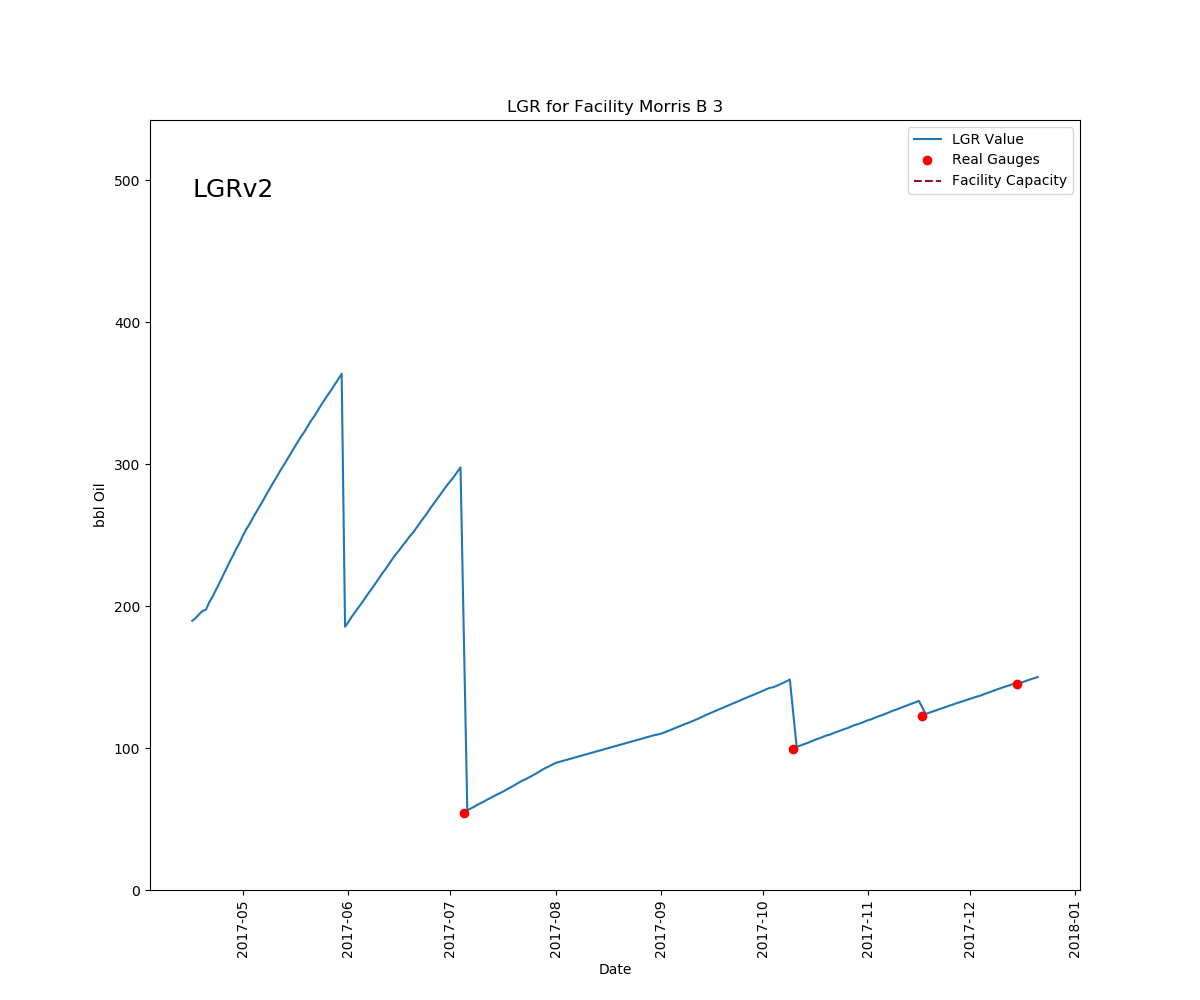 LGR for Facility Morris B 3
LGRv2
LGR Value
Real Gauges
Facility Capacity
bbl Oil
500
400
300
200
100
0
2017-05
2017-06
2017-07
2017-08
2017-09
2017-10
2017-11
2017-12
2018-01
Date